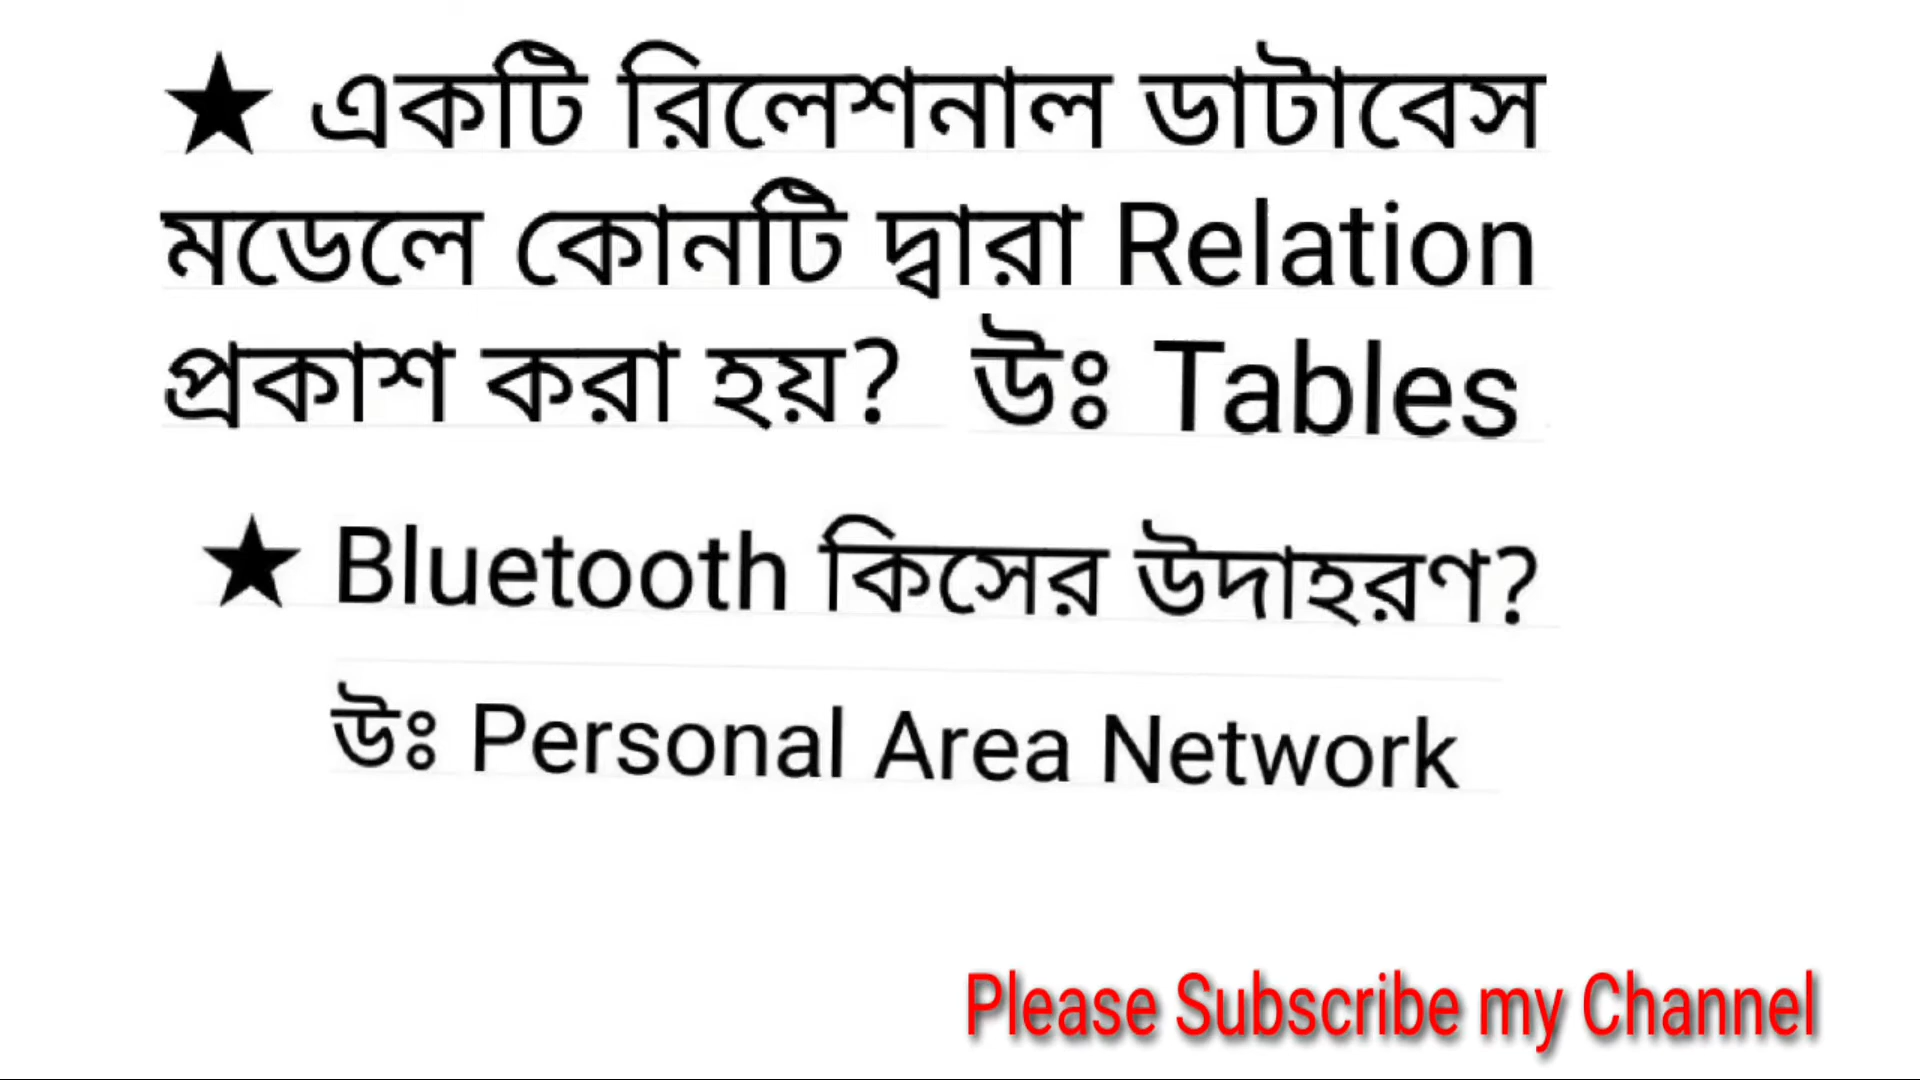 ★ একটি রিলেশনাল ডাটাবেস
মডেলে কোনটি দ্বারা Relation
প্রকাশ করা হয়? উঃ Tables
★ Bluetooth কিসের উদাহরণ?
উঃ Personal Area Network
Please Subscribe my Channel